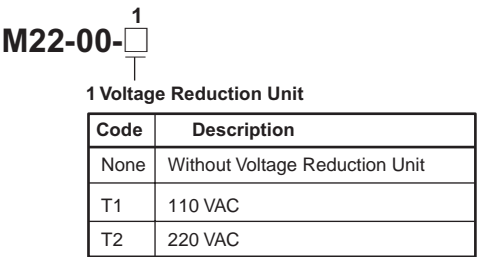 1
M22-00-□
1 Voltage Reduction Unit
Code Description
None Without Voltage Reduction Unit
T1 110 VAC
T2 220 VAC